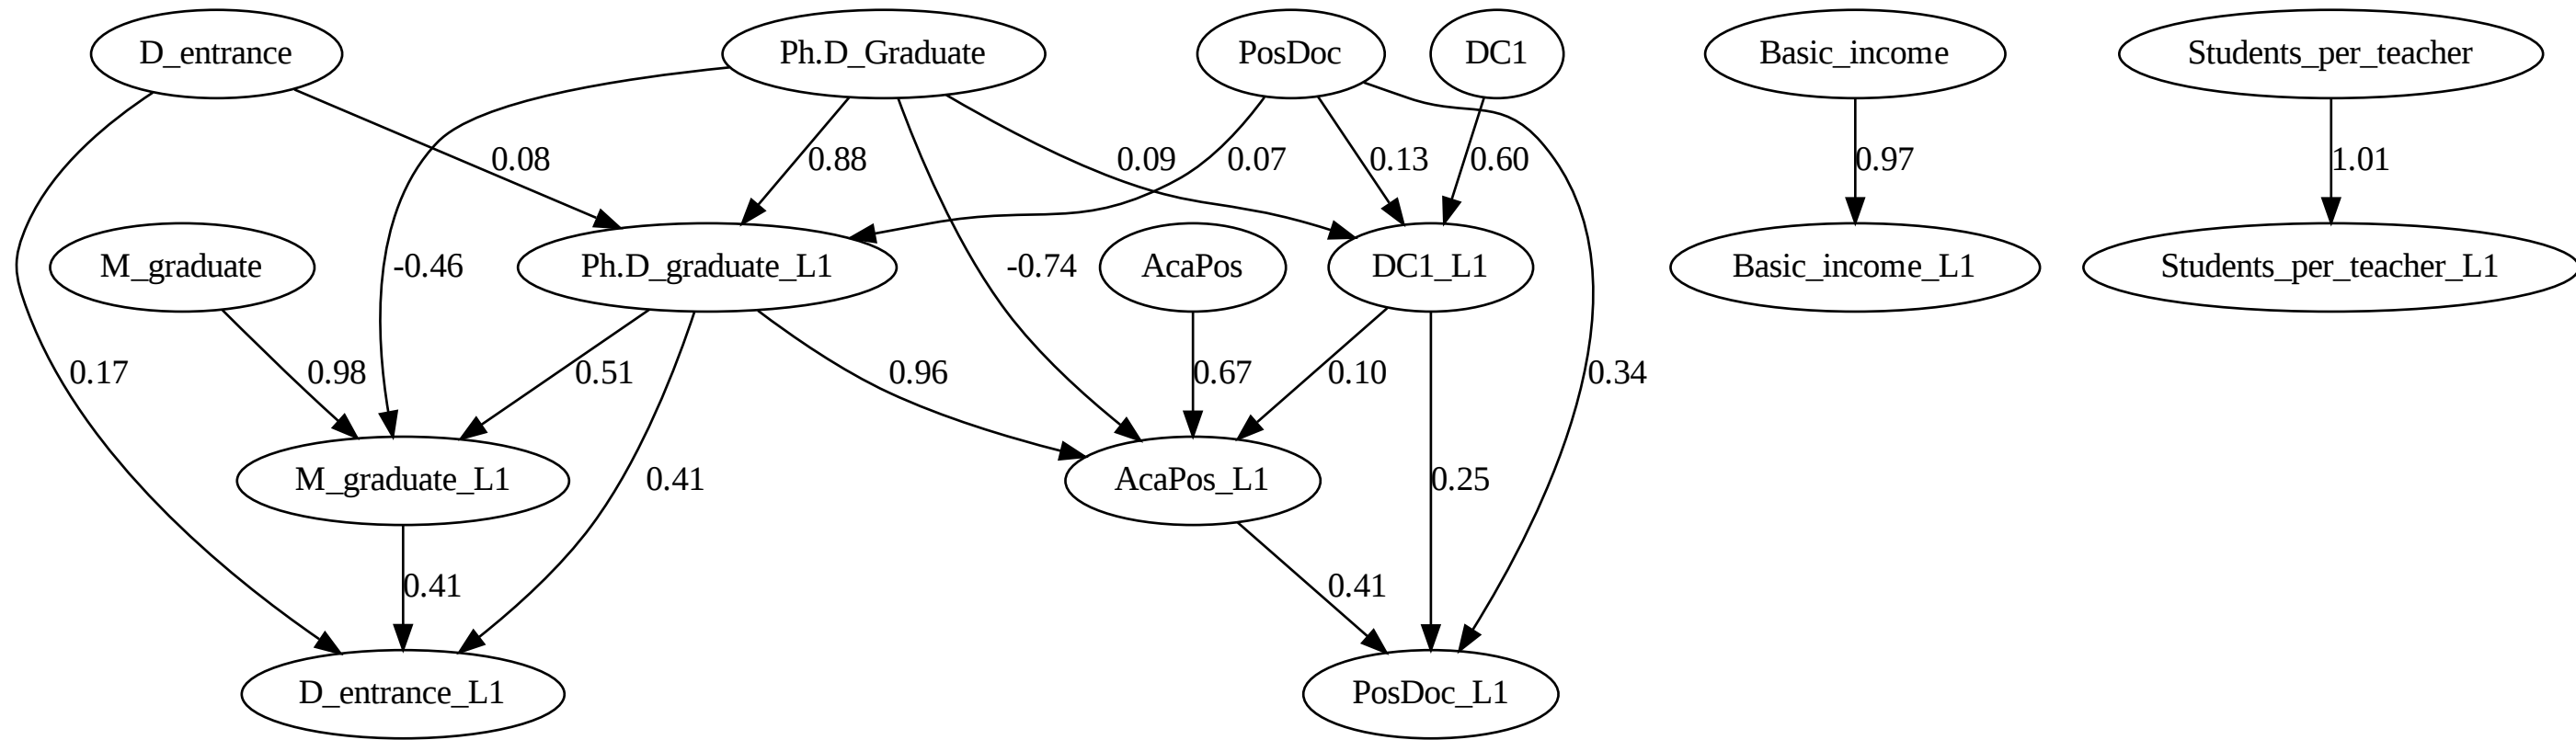 D_entrance
Ph.D_Graduate
PosDoc
DC1
Basic_income
Students_per_teacher
0.08
0.88
0.09
0.07
0.13
0.60
0.97
1.01
M_graduate
-0.46
Ph.D_graduate_L1
-0.74
AcaPos
DC1_L1
Basic_income_L1
Students_per_teacher_L1
0.17
0.98
0.51
0.96
0.67
0.10
0.34
M_graduate_L1
0.41
AcaPos_L1
0.25
0.41
0.41
D_entrance_L1
PosDoc_L1